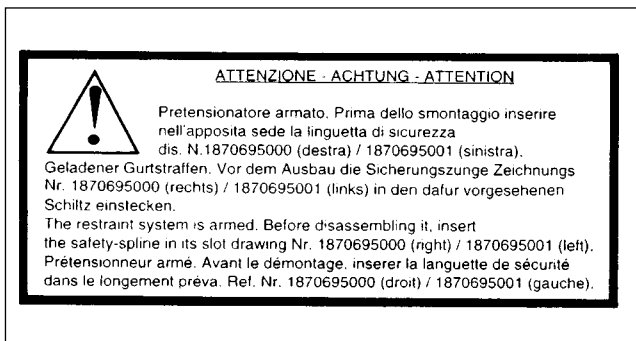 ATTENZIONE - ACHTUNG - ATTENTION
Pretensionatore armato. Prima dello smontaggio inserire
nell'apposita sede la linguetta di sicurezza
dis. N.1870695000 (destra) / 1870695001 (sinistra).
Geladener Gurtstraffen. Vor dem Ausbau die Sicherungszunge Zeichnungs
Nr. 1870695000 (rechts) / 1870695001 (links) in den dafur vorgesehenen
Schiltz einstecken.
The restraint system is armed. Before disassembling it, insert
the safety-spline in its slot drawing Nr. 1870695000 (right) / 1870695001 (left).
Prétensionneur armé. Avant le démontage, inserer la languette de sécurité
dans le longement préva. Ref. Nr. 1870695000 (droit) / 1870695001 (gauche).